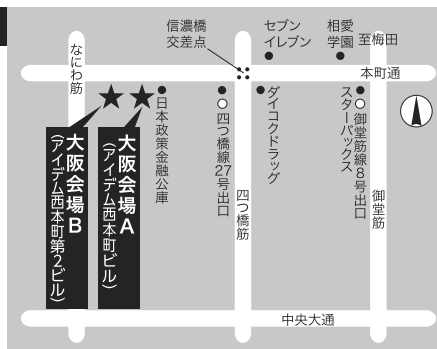 信濃橋
交差点
セブン
イレブン
相愛
学園
至梅田
本町通
なにわ筋
日本政策金融公庫
四つ橋線27号出口
ダイコクドラッグ
スターバックス
御堂筋線8号出口
四つ橋筋
御堂筋
大阪会場A
(アイデム西本町ビル)
大阪会場B
(アイデム西本町第2ビル)
中央大通